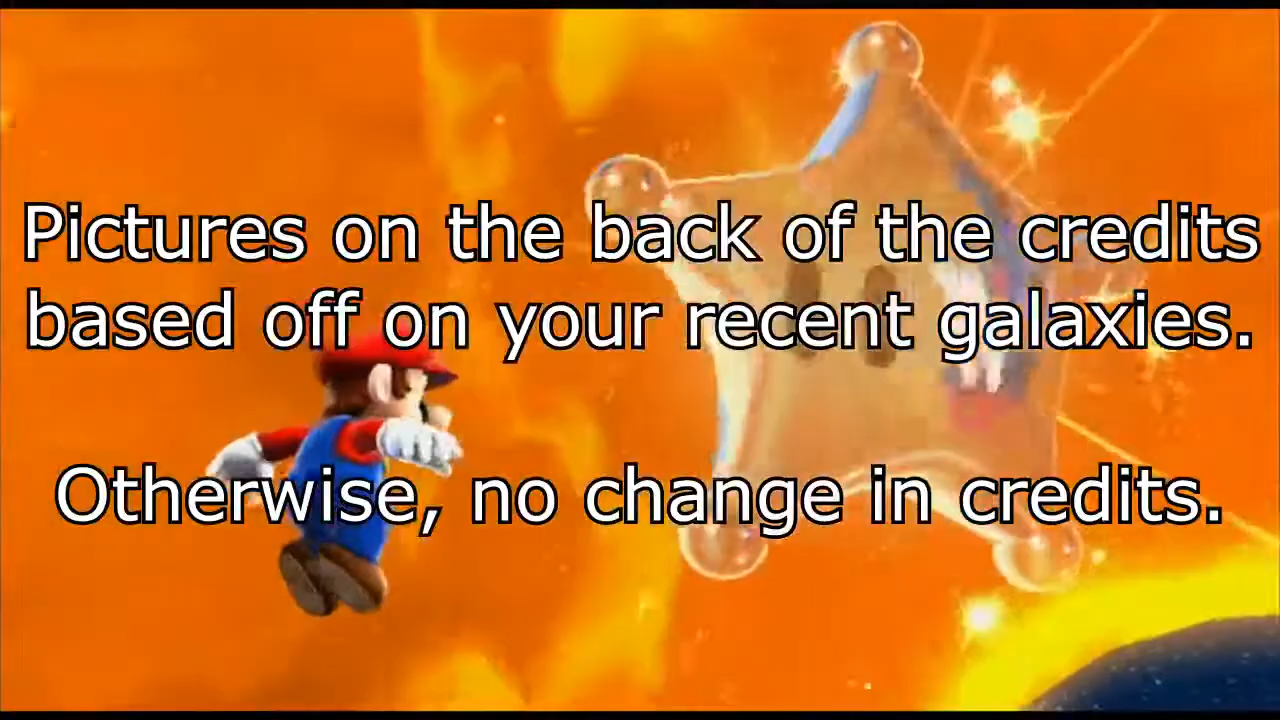 Pictures on the back of the credits
based off on your recent galaxies.
Otherwise, no change in credits.